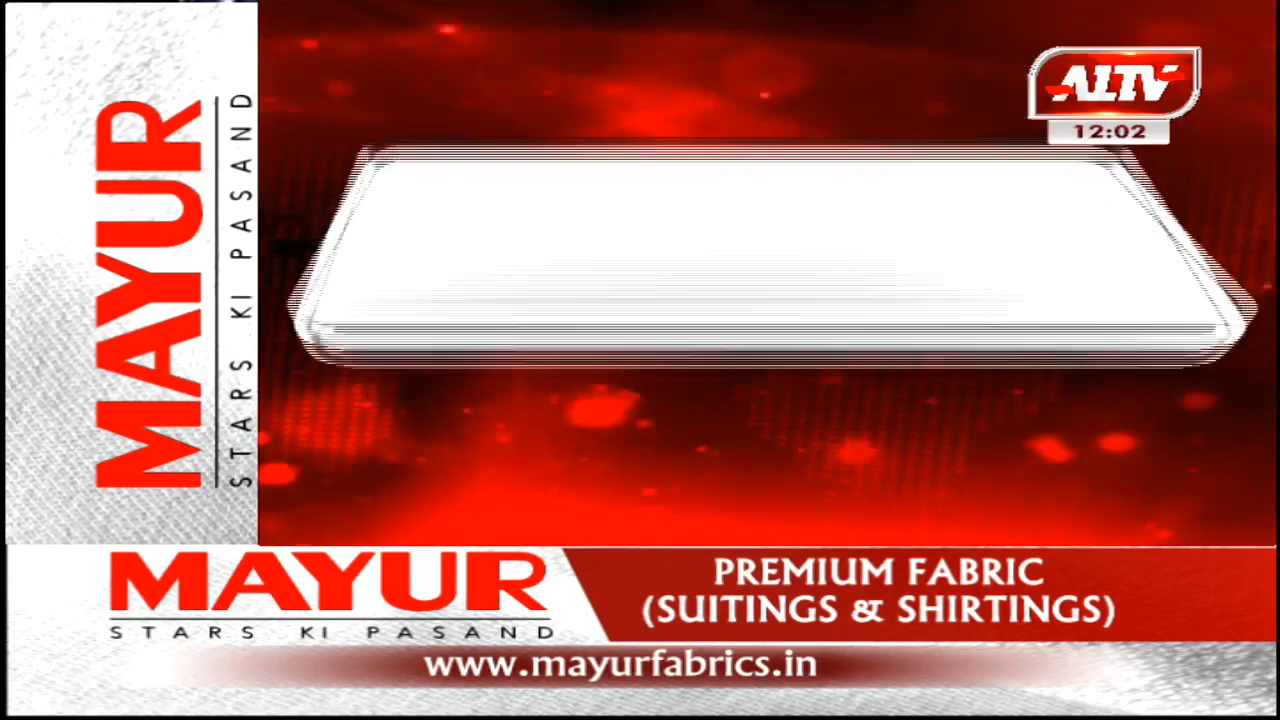 MAYUR
STARS KI PASAND
ALTV
12:02
MAYUR
STARS KI PASAND
PREMIUM FABRIC
(SUITINGS & SHIRTINGS)
www.mayurfabrics.in